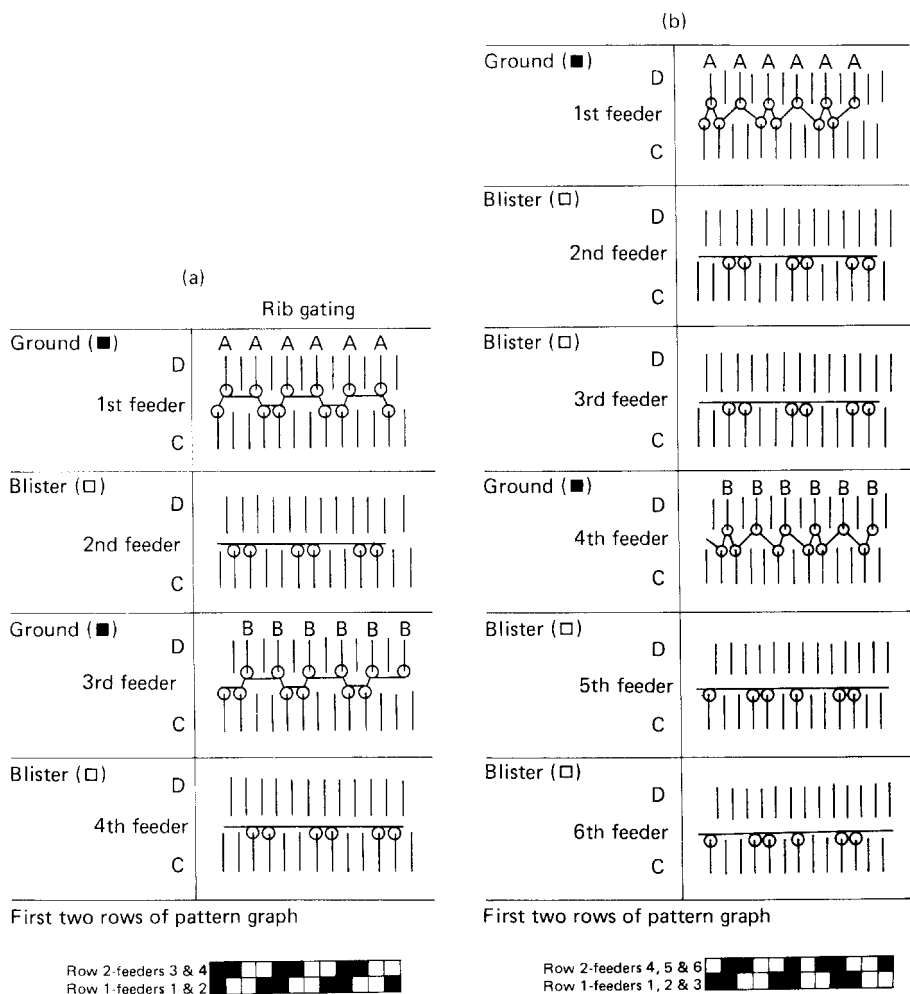 (a)
Rib gating
Ground (■)
A A A A A A
D
1st feeder
C
Blister (□)
D
2nd feeder
C
Ground (■)
B B B B B B
D
3rd feeder
C
Blister (□)
D
4th feeder
C
First two rows of pattern graph
Row 2-feeders 3 & 4
Row 1-feeders 1 & 2
(b)
Ground (■)
A A A A A A
D
1st feeder
C
Blister (□)
D
2nd feeder
C
Blister (□)
D
3rd feeder
C
Ground (■)
B B B B B B
D
4th feeder
C
Blister (□)
D
5th feeder
C
Blister (□)
D
6th feeder
C
First two rows of pattern graph
Row 2-feeders 4, 5 & 6
Row 1-feeders 1, 2 & 3